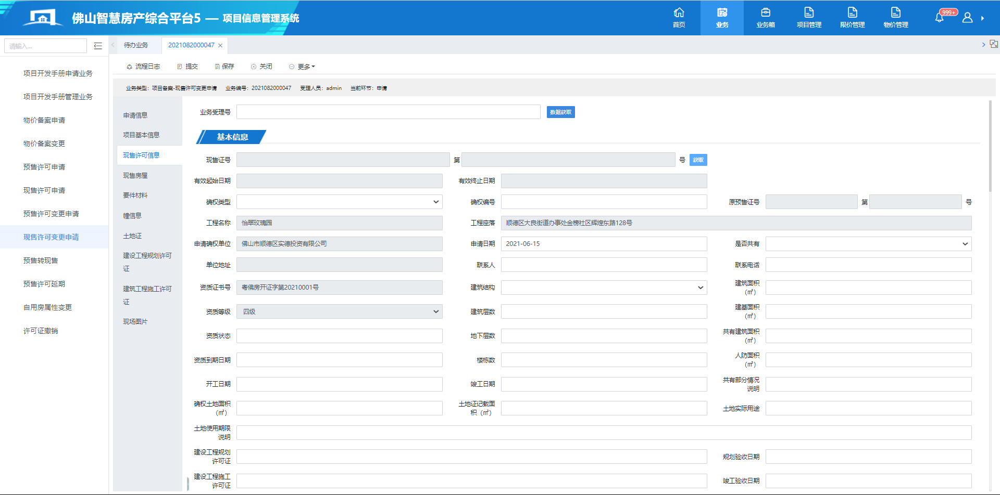 佛山智慧房产综合平台5 — 项目信息管理系统
首页
业务
业务箱
项目管理
限价管理
物价管理
999+
请输入...
待办业务
2021082000047
流程日志
提交
保存
关闭
更多
业务类型：项目备案-现售许可变更申请 业务编号：2021082000047 受理人员：admin 当前环节：申请
项目开发手册申请业务
项目开发手册管理业务
物价备案申请
物价备案变更
预售许可申请
现售许可申请
预售许可变更申请
现售许可变更申请
预售转现售
预售许可延期
自用房属性变更
许可证撤销
申请信息
项目基本信息
现售许可信息
现售房屋
要件材料
幢信息
土地证
建设工程规划许可
证
建筑工程施工许可
证
现场图片
业务受理号
数据获取
基本信息
现售证号 第 号 获取
有效起始日期 有效终止日期
确权类型 确权编号 原预售证号 第 号
工程名称 怡翠玫瑰园 工程座落 顺德区大良街道办事处金榜社区辉煌东路128号
申请确权单位 佛山市顺德区实德投资有限公司 申请日期 2021-06-15 是否共有
单位地址 联系人 联系电话
资质证书号 粤佛房开证字第20210001号 建筑结构 建筑面积
（㎡）
资质等级 四级 建筑层数 建基面积
（㎡）
资质状态 地下层数 共有建筑面积
（㎡）
资质到期日期 楼栋数 人防面积
（㎡）
开工日期 竣工日期 共有部分情况
说明
确权土地面积
（㎡）
土地证记载面
积（㎡）
土地实际用途
土地使用期限
说明
建设工程规划
许可证
规划验收日期
建设工程施工
许可证
竣工验收日期